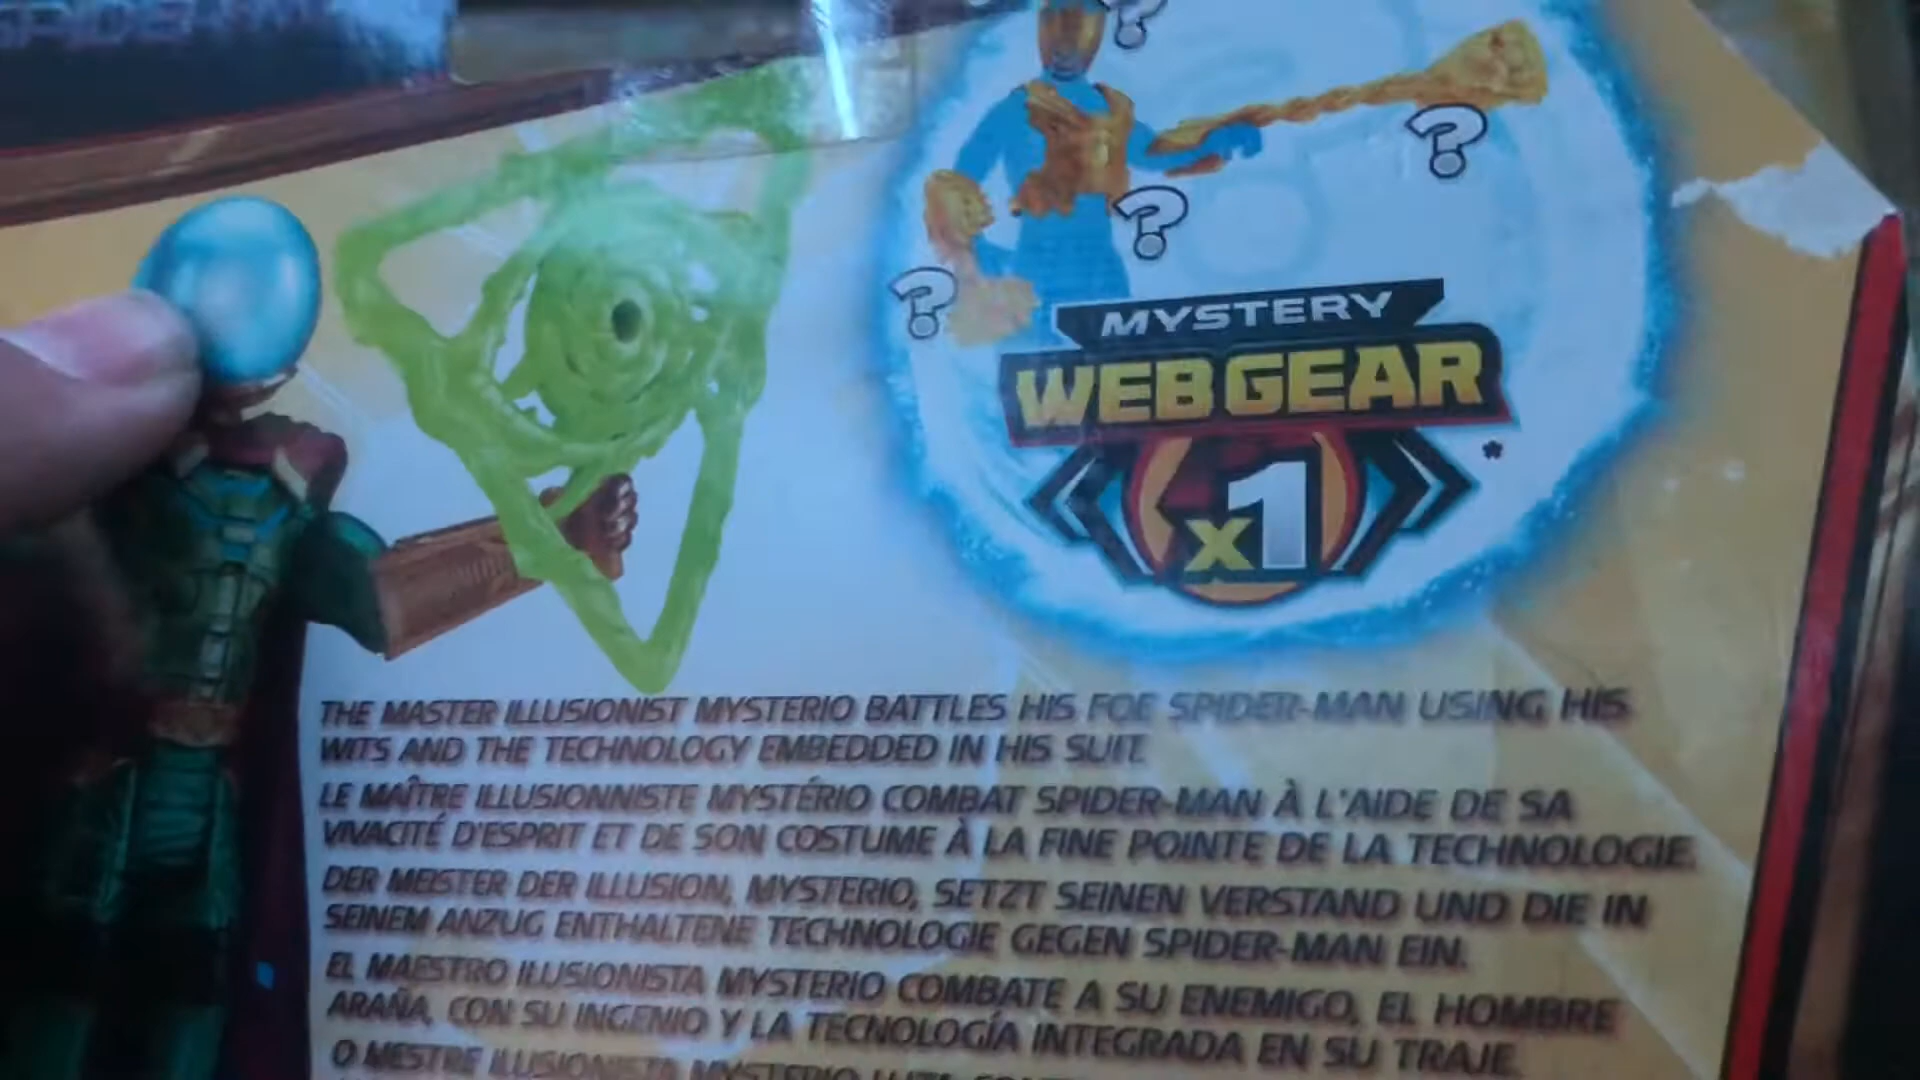 MYSTERY
WEB GEAR
x1
*
THE MASTER ILLUSIONIST MYSTERIO BATTLES HIS FOE SPIDER-MAN USING HIS
WITS AND THE TECHNOLOGY EMBEDDED IN HIS SUIT.
LE MAÎTRE ILLUSIONNISTE MYSTÉRIO COMBAT SPIDER-MAN À L'AIDE DE SA
VIVACITÉ D'ESPRIT ET DE SON COSTUME À LA FINE POINTE DE LA TECHNOLOGIE.
DER MEISTER DER ILLUSION, MYSTERIO, SETZT SEINEN VERSTAND UND DIE IN
SEINEM ANZUG ENTHALTENE TECHNOLOGIE GEGEN SPIDER-MAN EIN.
EL MAESTRO ILUSIONISTA MYSTERIO COMBATE A SU ENEMIGO, EL HOMBRE
ARAÑA, CON SU INGENIO Y LA TECNOLOGÍA INTEGRADA EN SU TRAJE.
O MESTRE ILUSIONISTA MYSTERIO